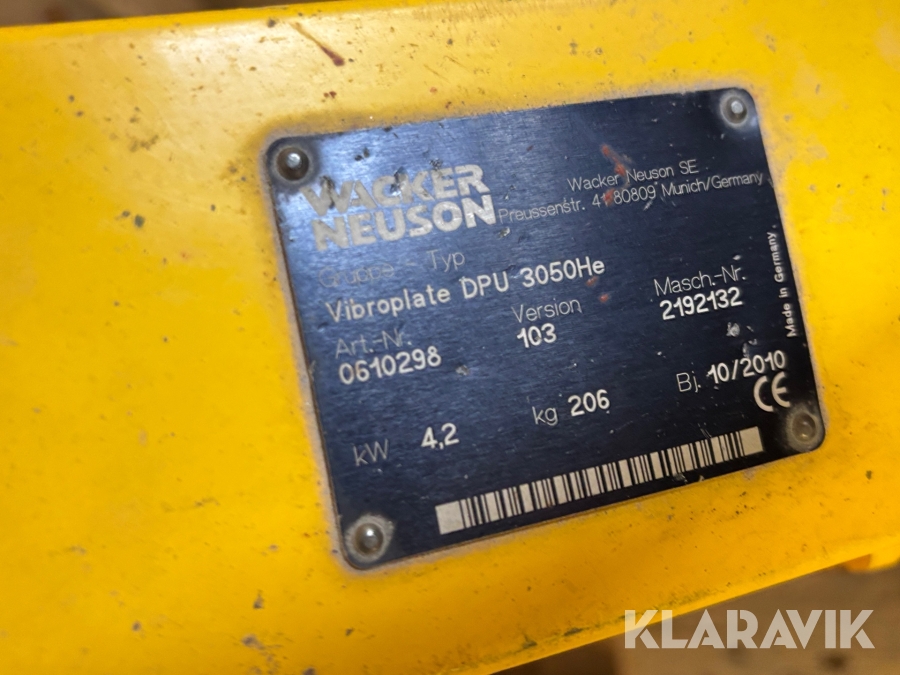 WACKER
NEUSON
Wacker Neuson SE
Preussenstr. 41 80809 Munich/Germany
Gruppe - Typ
Vibroplate DPU 3050He
Art.-Nr. Version Masch.-Nr.
0610298 103 2192132
kW 4,2 kg 206 Bj. 10/2010
CE
Made in Germany
KLARAVIK